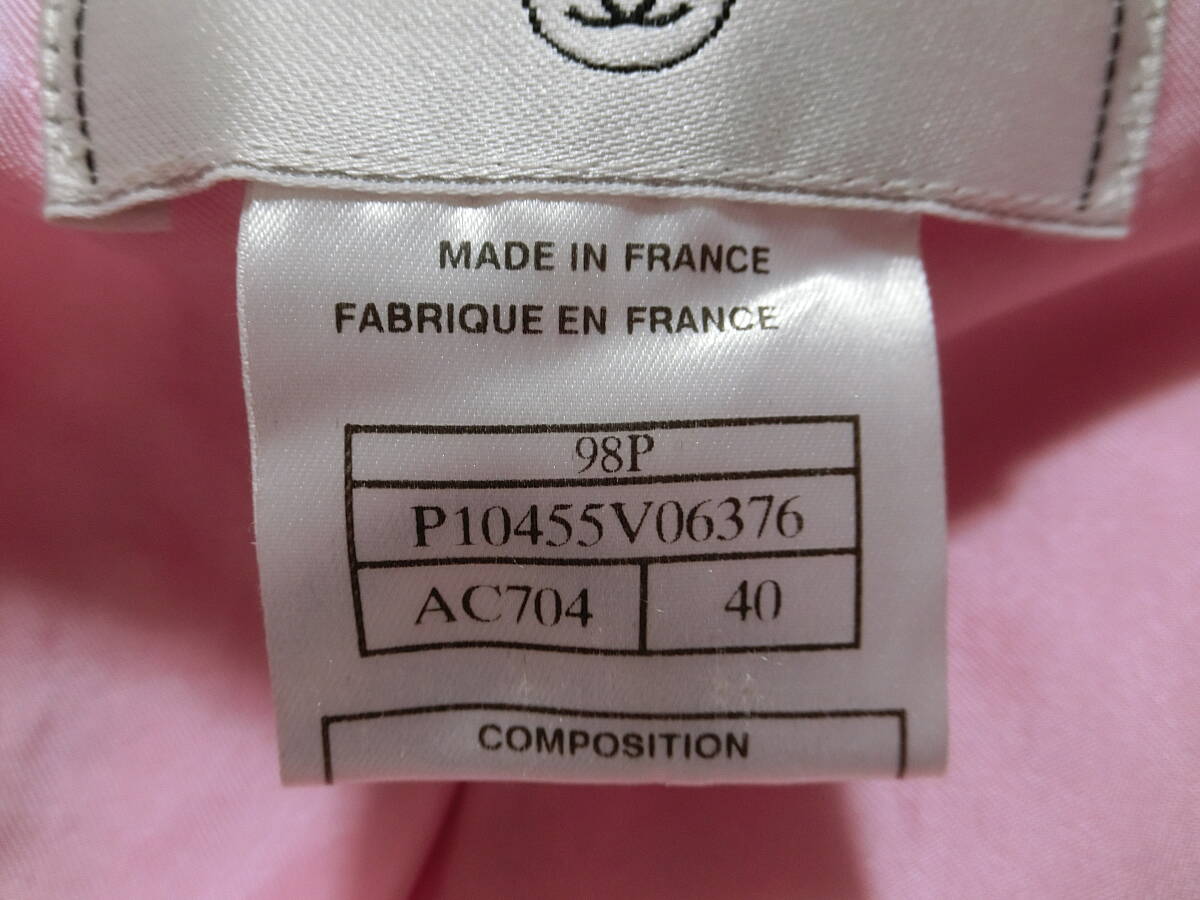 MADE IN FRANCE
FABRIQUE EN FRANCE
98P
P10455V06376
AC704 40
COMPOSITION